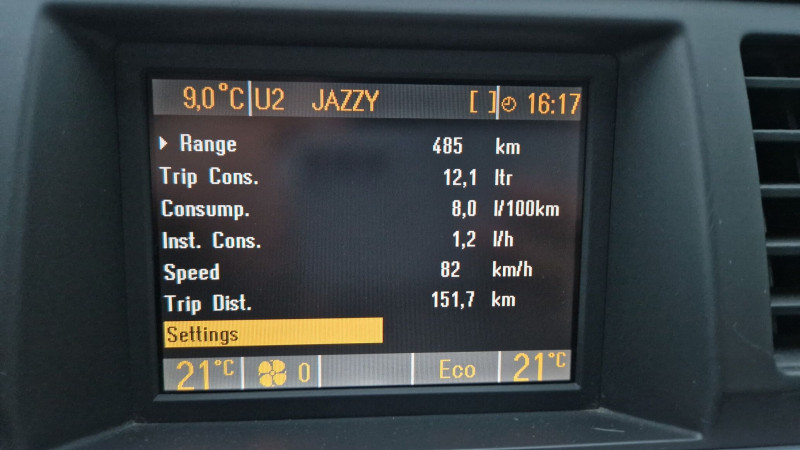 9,0°C U2 JAZZY [ ] 16:17
Range 485 km
Trip Cons. 12,1 ltr
Consump. 8,0 l/100km
Inst. Cons. 1,2 l/h
Speed 82 km/h
Trip Dist. 151,7 km
Settings
21°C 0 Eco 21°C